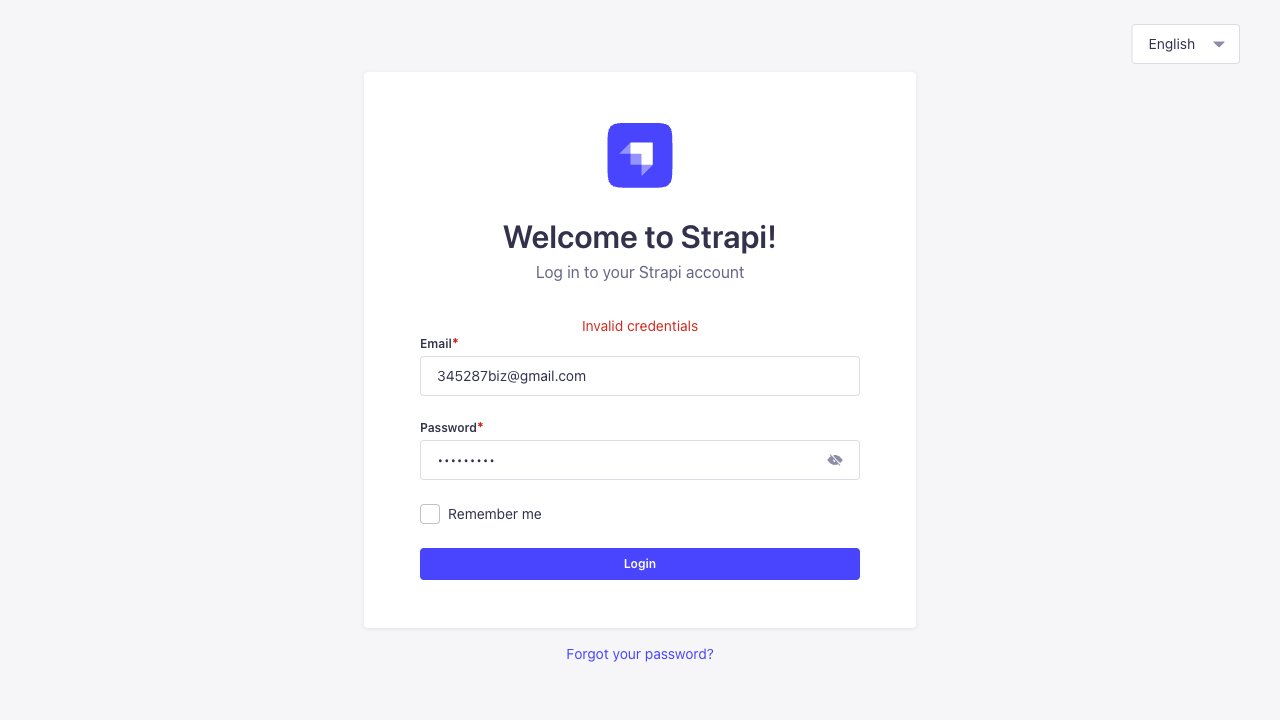 English
Welcome to Strapi!
Log in to your Strapi account
Invalid credentials
Email*
345287biz@gmail.com
Password*
•••••••••
Remember me
Login
Forgot your password?